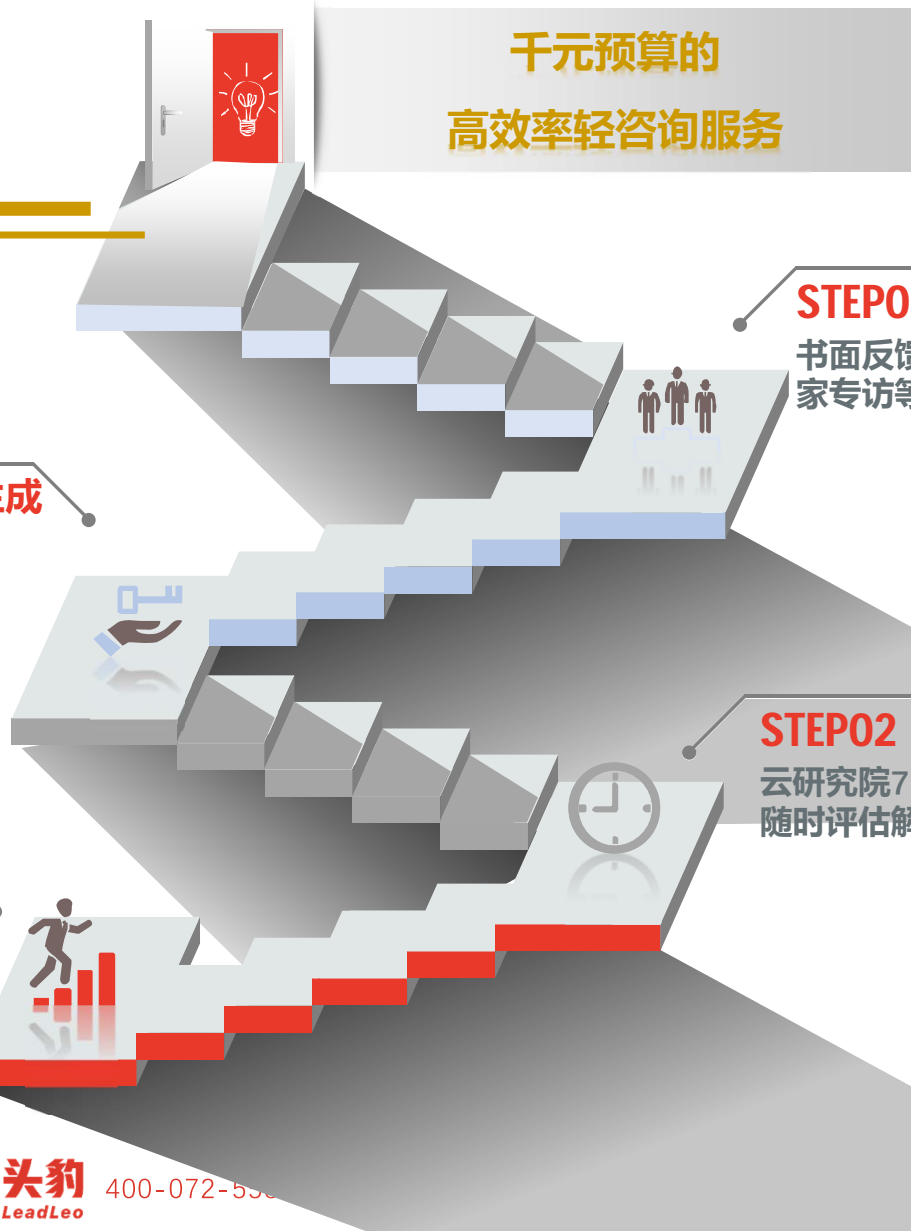 千元预算的
高效率轻咨询服务
STEP0
书面反馈
家专访等
成
STEP02
云研究院7
随时评估解
头豹
LeadLeo
400-072-5